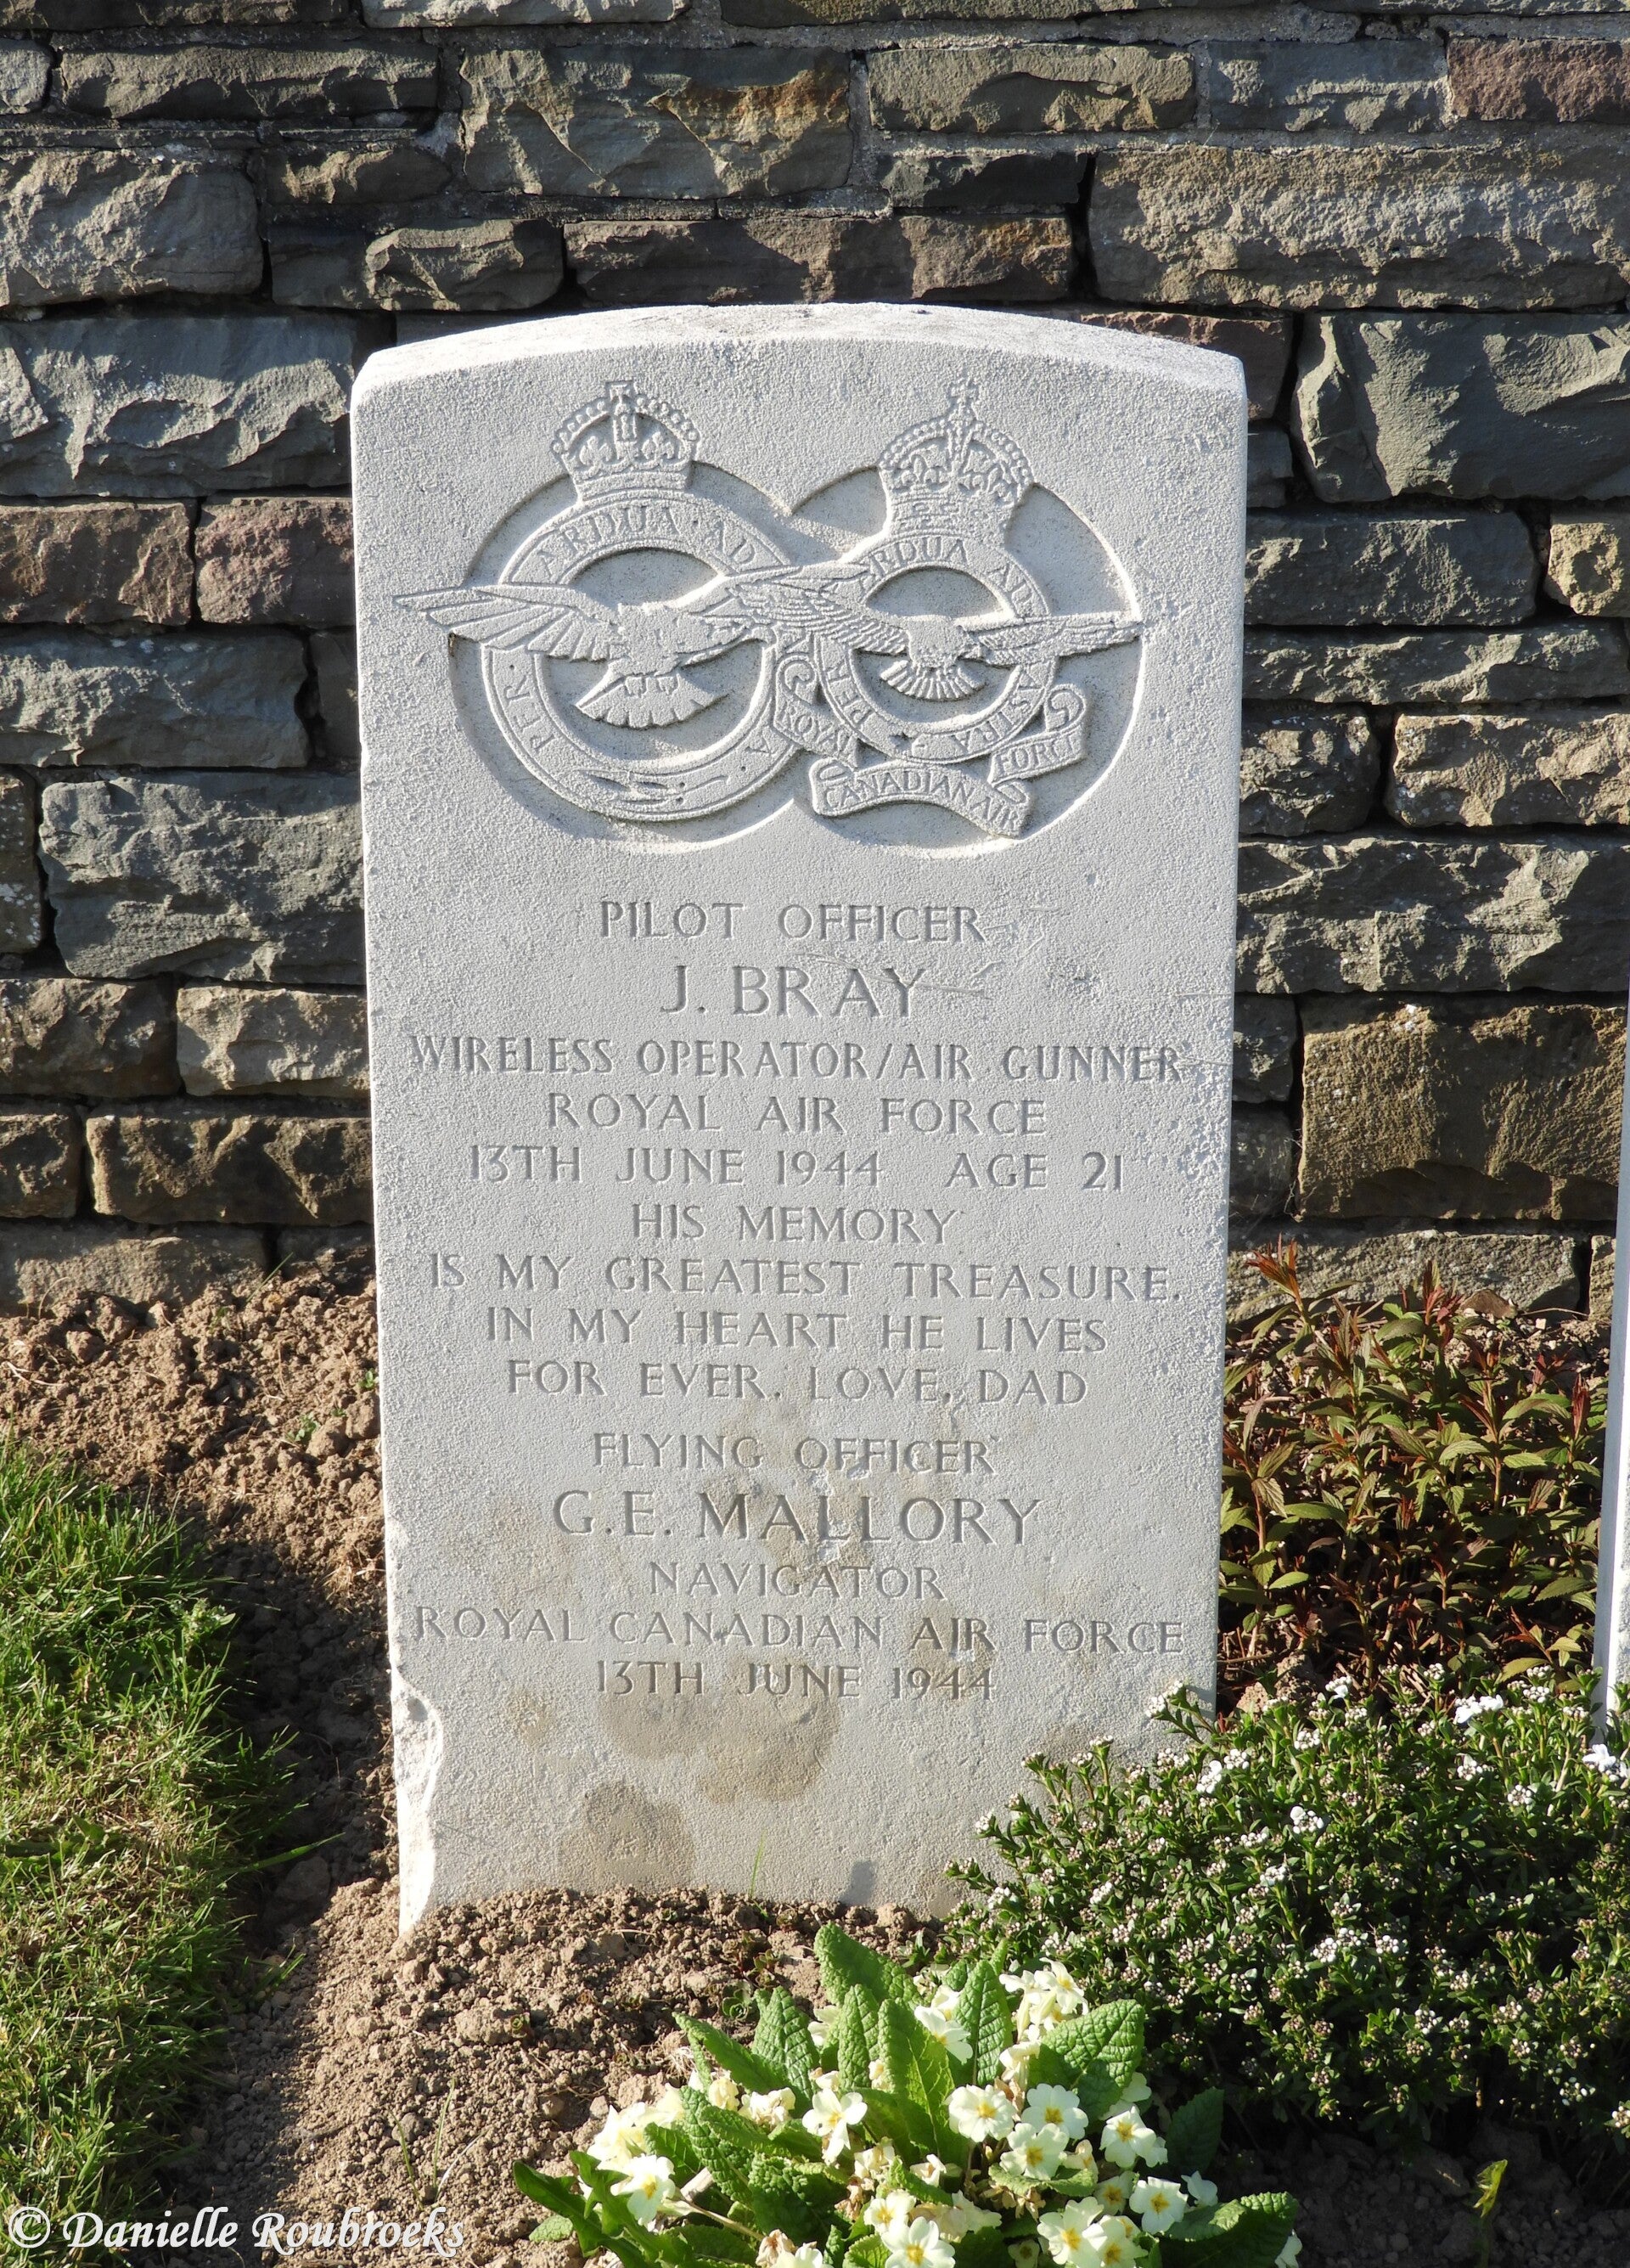 ARDUA AD
PER
A
ARDUA AD
PER
ASTRA
ROYAL
CANADIAN AIR
FORCE
PILOT OFFICER
J. BRAY
WIRELESS OPERATOR/AIR GUNNER
ROYAL AIR FORCE
13TH JUNE 1944 AGE 21
HIS MEMORY
IS MY GREATEST TREASURE.
IN MY HEART HE LIVES
FOR EVER. LOVE, DAD
FLYING OFFICER
G.E. MALLORY
NAVIGATOR
ROYAL CANADIAN AIR FORCE
13TH JUNE 1944
© Danielle Roubroeks